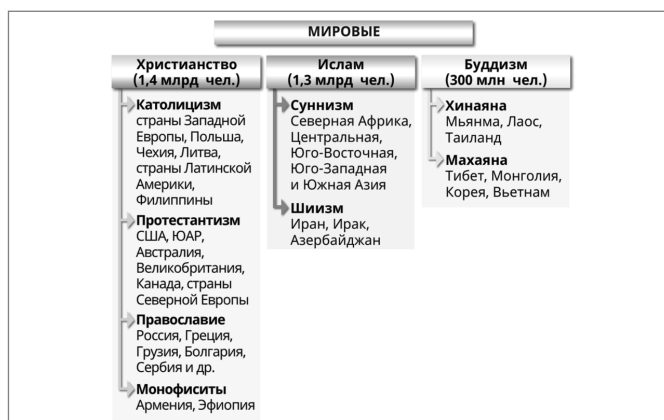 МИРОВЫЕ
Христианство
(1,4 млрд чел.)
Католицизм
страны Западной
Европы, Польша,
Чехия, Литва,
страны Латинской
Америки,
Филиппины
Протестантизм
США, ЮАР,
Австралия,
Великобритания,
Канада, страны
Северной Европы
Православие
Россия, Греция,
Грузия, Болгария,
Сербия и др.
Монофиситы
Армения, Эфиопия
Ислам
(1,3 млрд чел.)
Суннизм
Северная Африка,
Центральная,
Юго-Восточная,
Юго-Западная
и Южная Азия
Шиизм
Иран, Ирак,
Азербайджан
Буддизм
(300 млн чел.)
Хинаяна
Мьянма, Лаос,
Таиланд
Махаяна
Тибет, Монголия,
Корея, Вьетнам